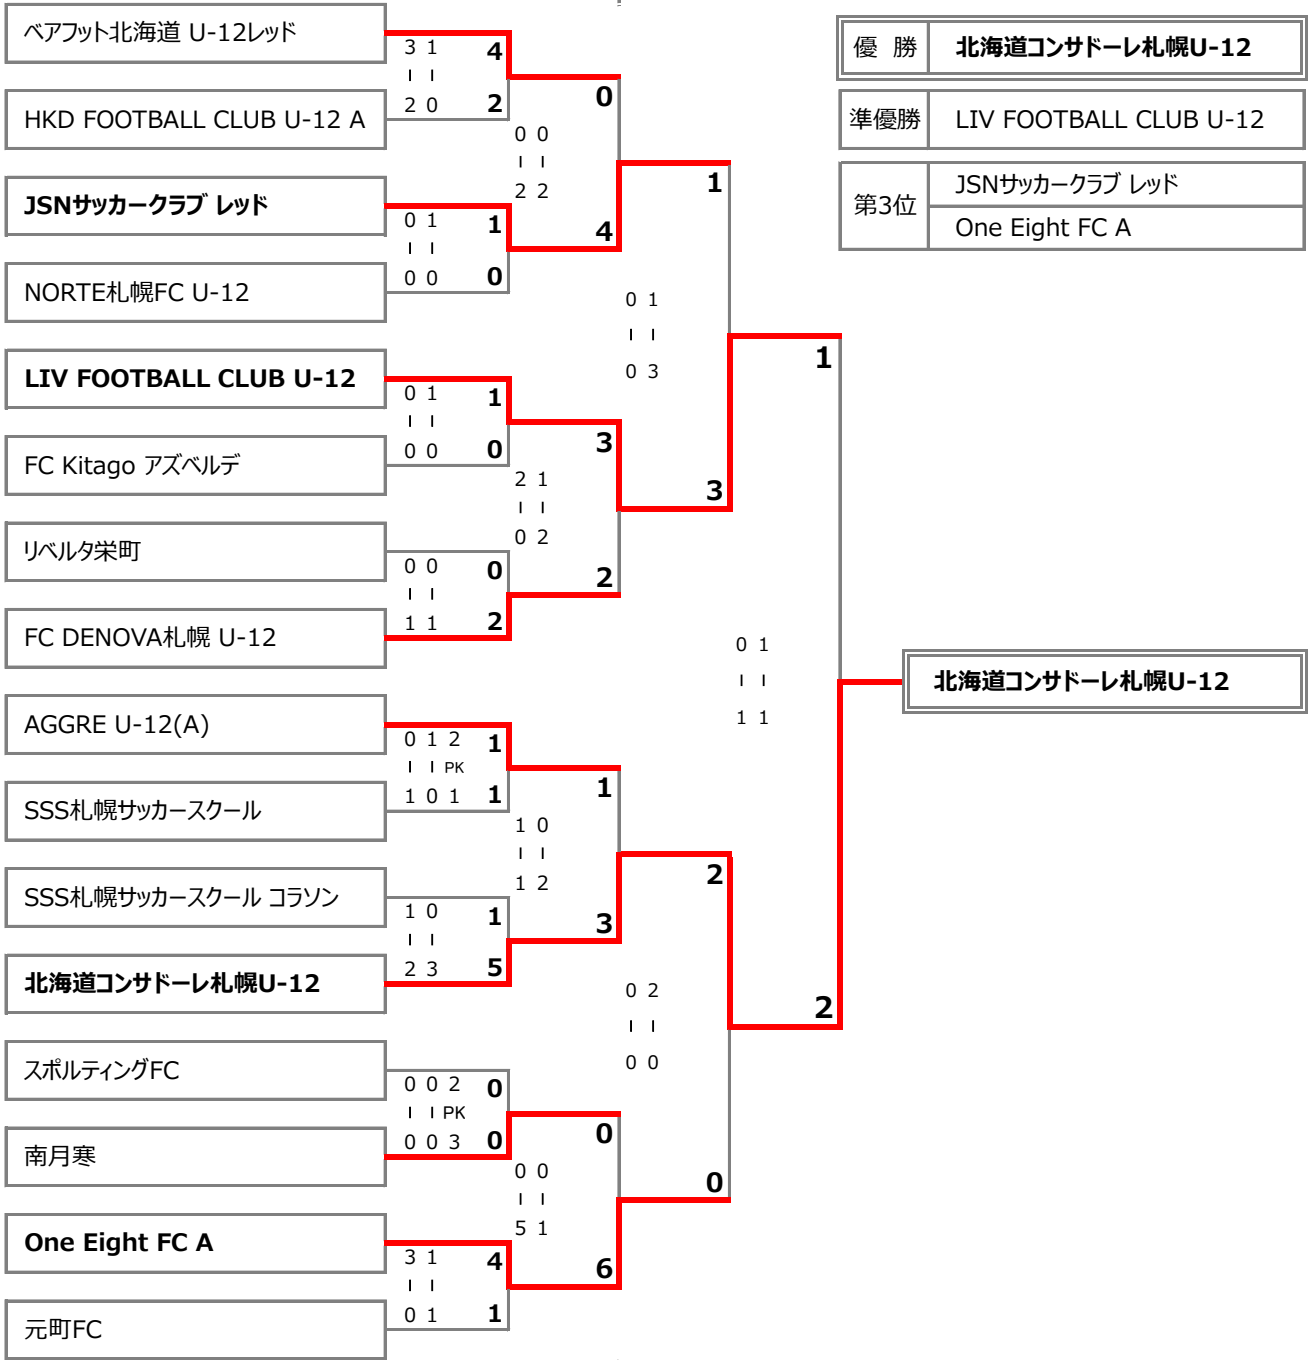 ベアフット北海道 U-12レッド
3 1 4
| |
2 0 2
HKD FOOTBALL CLUB U-12 A
0
0 0
| |
2 2
4
JSNサッカークラブ レッド
0 1 1
| |
0 0 0
NORTE札幌FC U-12
1
0 1
| |
0 3
3
LIV FOOTBALL CLUB U-12
0 1 1
| |
0 0 0
FC Kitago アズベルデ
3
2 1
| |
0 2
2
リベルタ栄町
0 0 0
| |
1 1 2
FC DENOVA札幌 U-12
1
0 1
| |
1 1
2
AGGRE U-12(A)
0 1 2 1
| | PK
1 0 1 1
SSS札幌サッカースクール
1
1 0
| |
1 2
3
SSS札幌サッカースクール コラソン
1 0 1
| |
2 3 5
北海道コンサドーレ札幌U-12
2
0 2
| |
0 0
0
スポルティングFC
0 0 2 0
| | PK
0 0 3 0
南月寒
0
0 0
| |
5 1
6
One Eight FC A
3 1 4
| |
0 1 1
元町FC
優 勝 北海道コンサドーレ札幌U-12
準優勝 LIV FOOTBALL CLUB U-12
第3位 JSNサッカークラブ レッド
One Eight FC A
北海道コンサドーレ札幌U-12